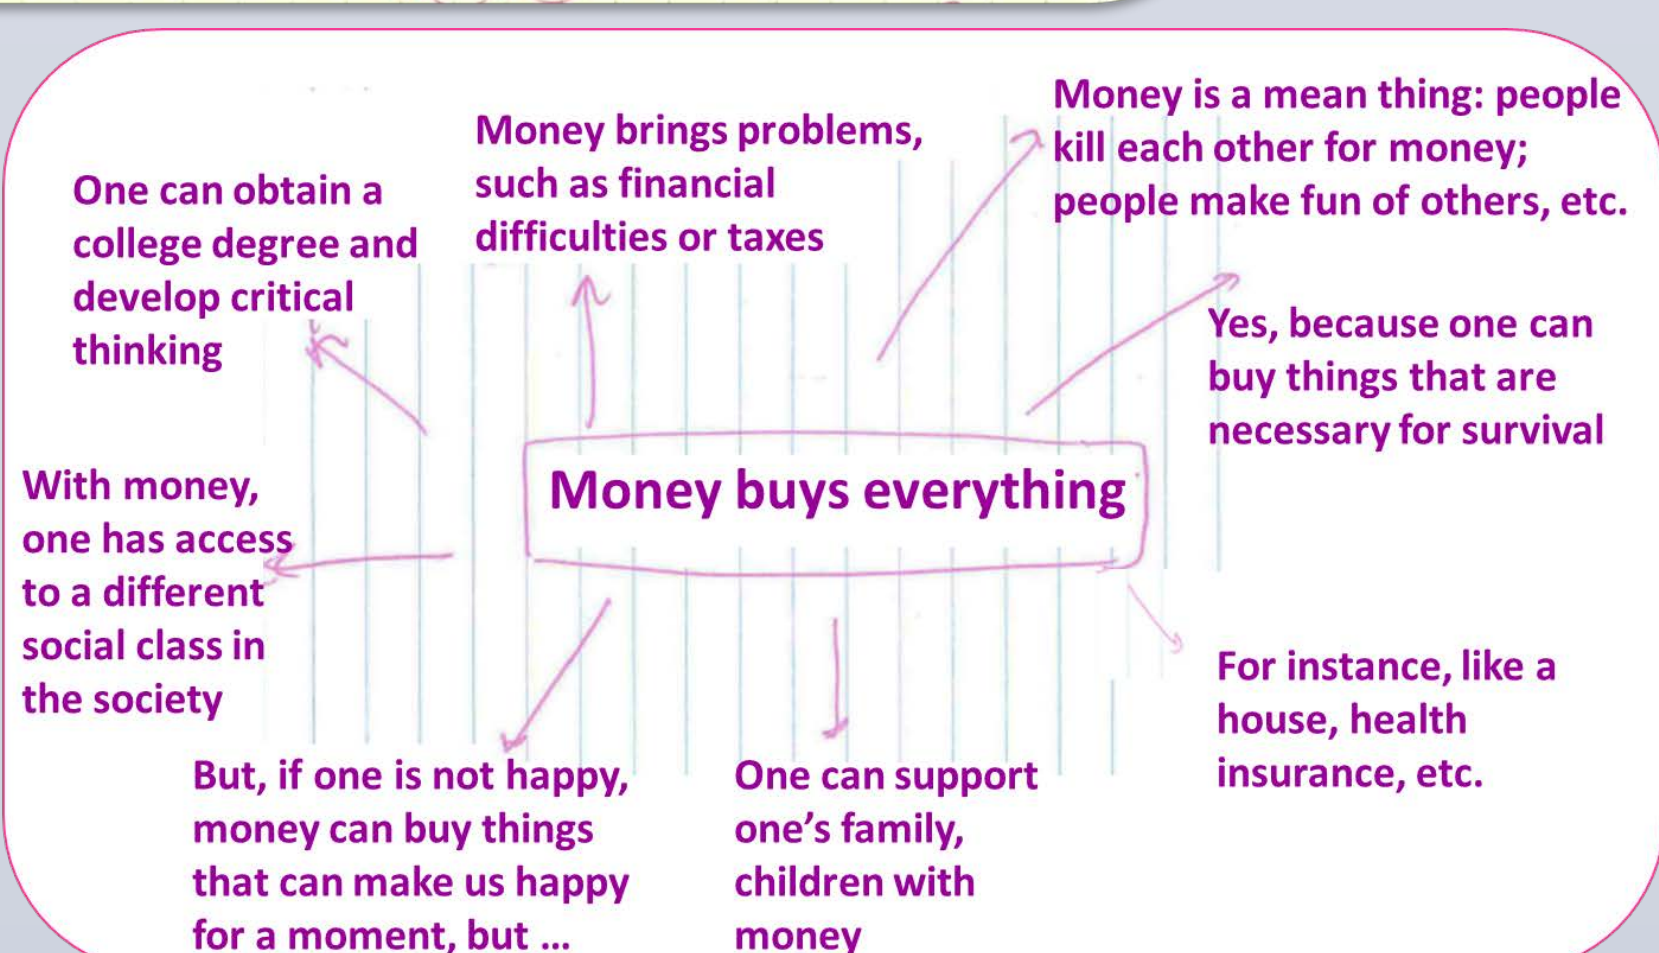 Money is a mean thing: people
kill each other for money;
people make fun of others, etc.
Money brings problems,
such as financial
difficulties or taxes
One can obtain a
college degree and
develop critical
thinking
Yes, because one can
buy things that are
necessary for survival
Money buys everything
With money,
one has access
to a different
social class in
the society
For instance, like a
house, health
insurance, etc.
But, if one is not happy,
money can buy things
that can make us happy
for a moment, but ...
One can support
one’s family,
children with
money